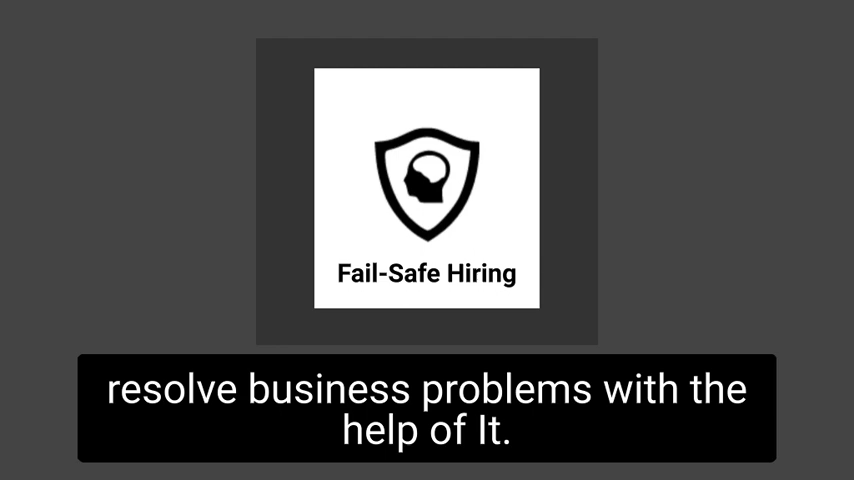 Fail-Safe Hiring
resolve business problems with the
help of It.